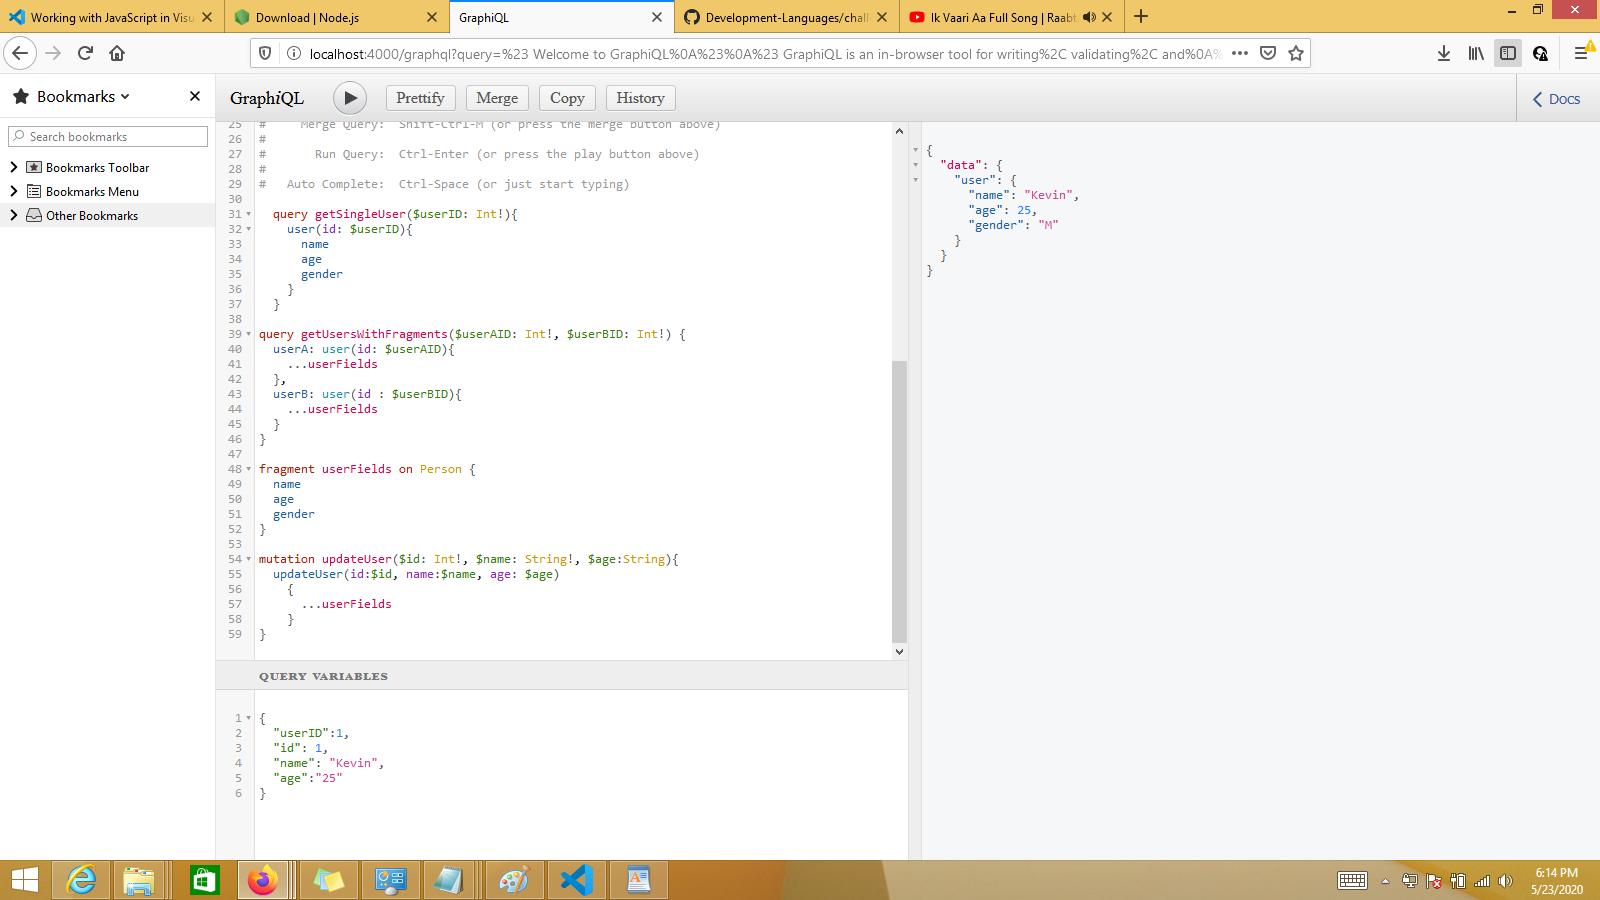 Working with JavaScript in Visu
Download | Node.js
GraphiQL
Development-Languages/chall
Ik Vaari Aa Full Song | Raabt
localhost:4000/graphql?query=%23 Welcome to GraphiQL%0A%23%0A%23 GraphiQL is an in-browser tool for writing%2C validating%2C and%0A%
Bookmarks
Search bookmarks
Bookmarks Toolbar
Bookmarks Menu
Other Bookmarks
GraphiQL
Prettify
Merge
Copy
History
Docs
25 #     Merge Query:  Shift-Ctrl-M (or press the merge button above)
26 #
27 #       Run Query:  Ctrl-Enter (or press the play button above)
28 #
29 #   Auto Complete:  Ctrl-Space (or just start typing)
30
31   query getSingleUser($userID: Int!){
32     user(id: $userID){
33       name
34       age
35       gender
36     }
37   }
38
39 query getUsersWithFragments($userAID: Int!, $userBID: Int!) {
40   userA: user(id: $userAID){
41     ...userFields
42   },
43   userB: user(id : $userBID){
44     ...userFields
45   }
46 }
47
48 fragment userFields on Person {
49   name
50   age
51   gender
52 }
53
54 mutation updateUser($id: Int!, $name: String!, $age:String){
55   updateUser(id:$id, name:$name, age: $age)
56     {
57       ...userFields
58     }
59 }
QUERY VARIABLES
1 {
2   "userID":1,
3   "id": 1,
4   "name": "Kevin",
5   "age":"25"
6 }
{
  "data": {
    "user": {
      "name": "Kevin",
      "age": 25,
      "gender": "M"
    }
  }
}
6:14 PM
5/23/2020